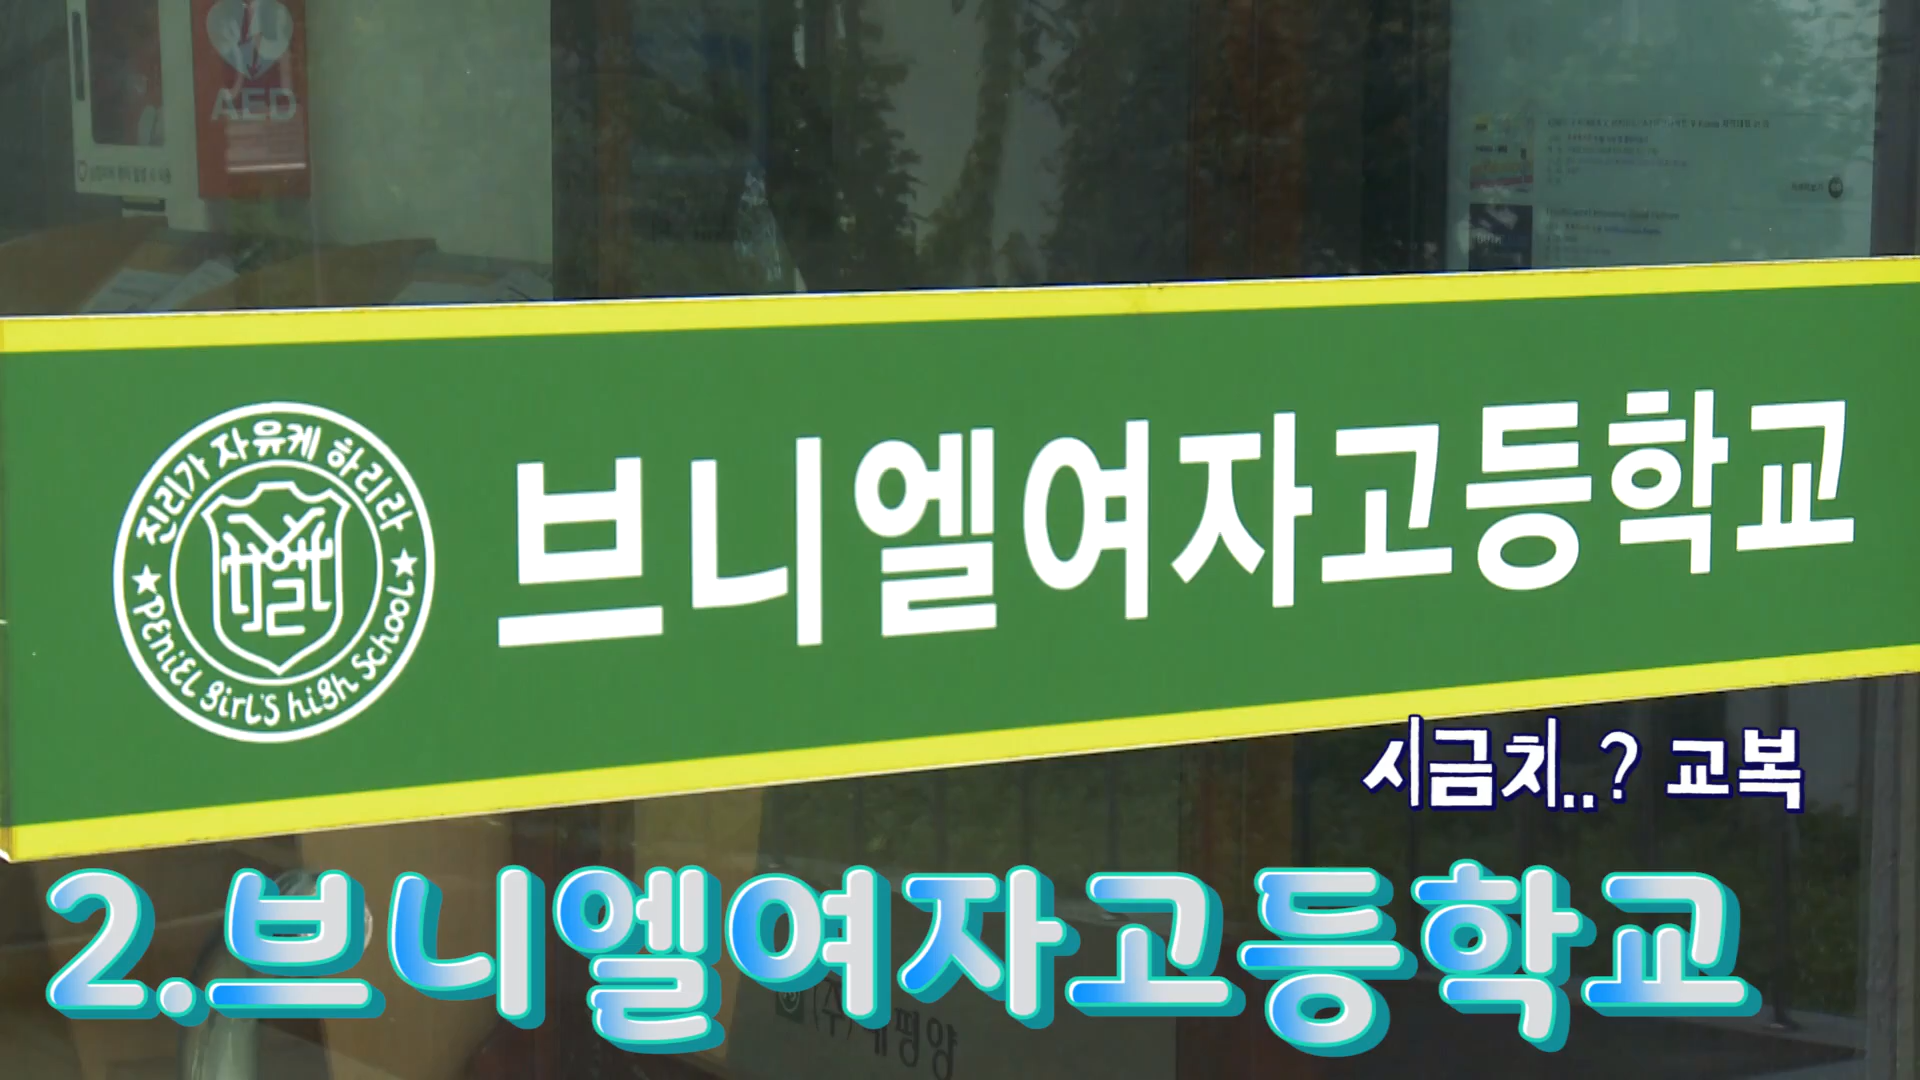 AED
진리가 자유케 하리라
PENIEL girl's high School
브니엘여자고등학교
시금치..? 교복
2.브니엘여자고등학교